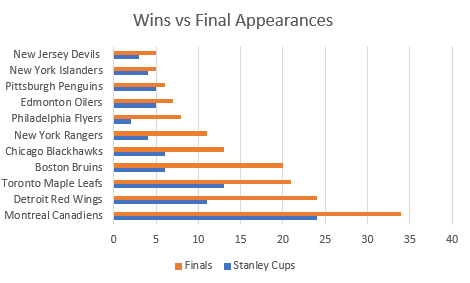 Wins vs Final Appearances
New Jersey Devils
New York Islanders
Pittsburgh Penguins
Edmonton Oilers
Philadelphia Flyers
New York Rangers
Chicago Blackhawks
Boston Bruins
Toronto Maple Leafs
Detroit Red Wings
Montreal Canadiens
0 5 10 15 20 25 30 35 40
Finals Stanley Cups